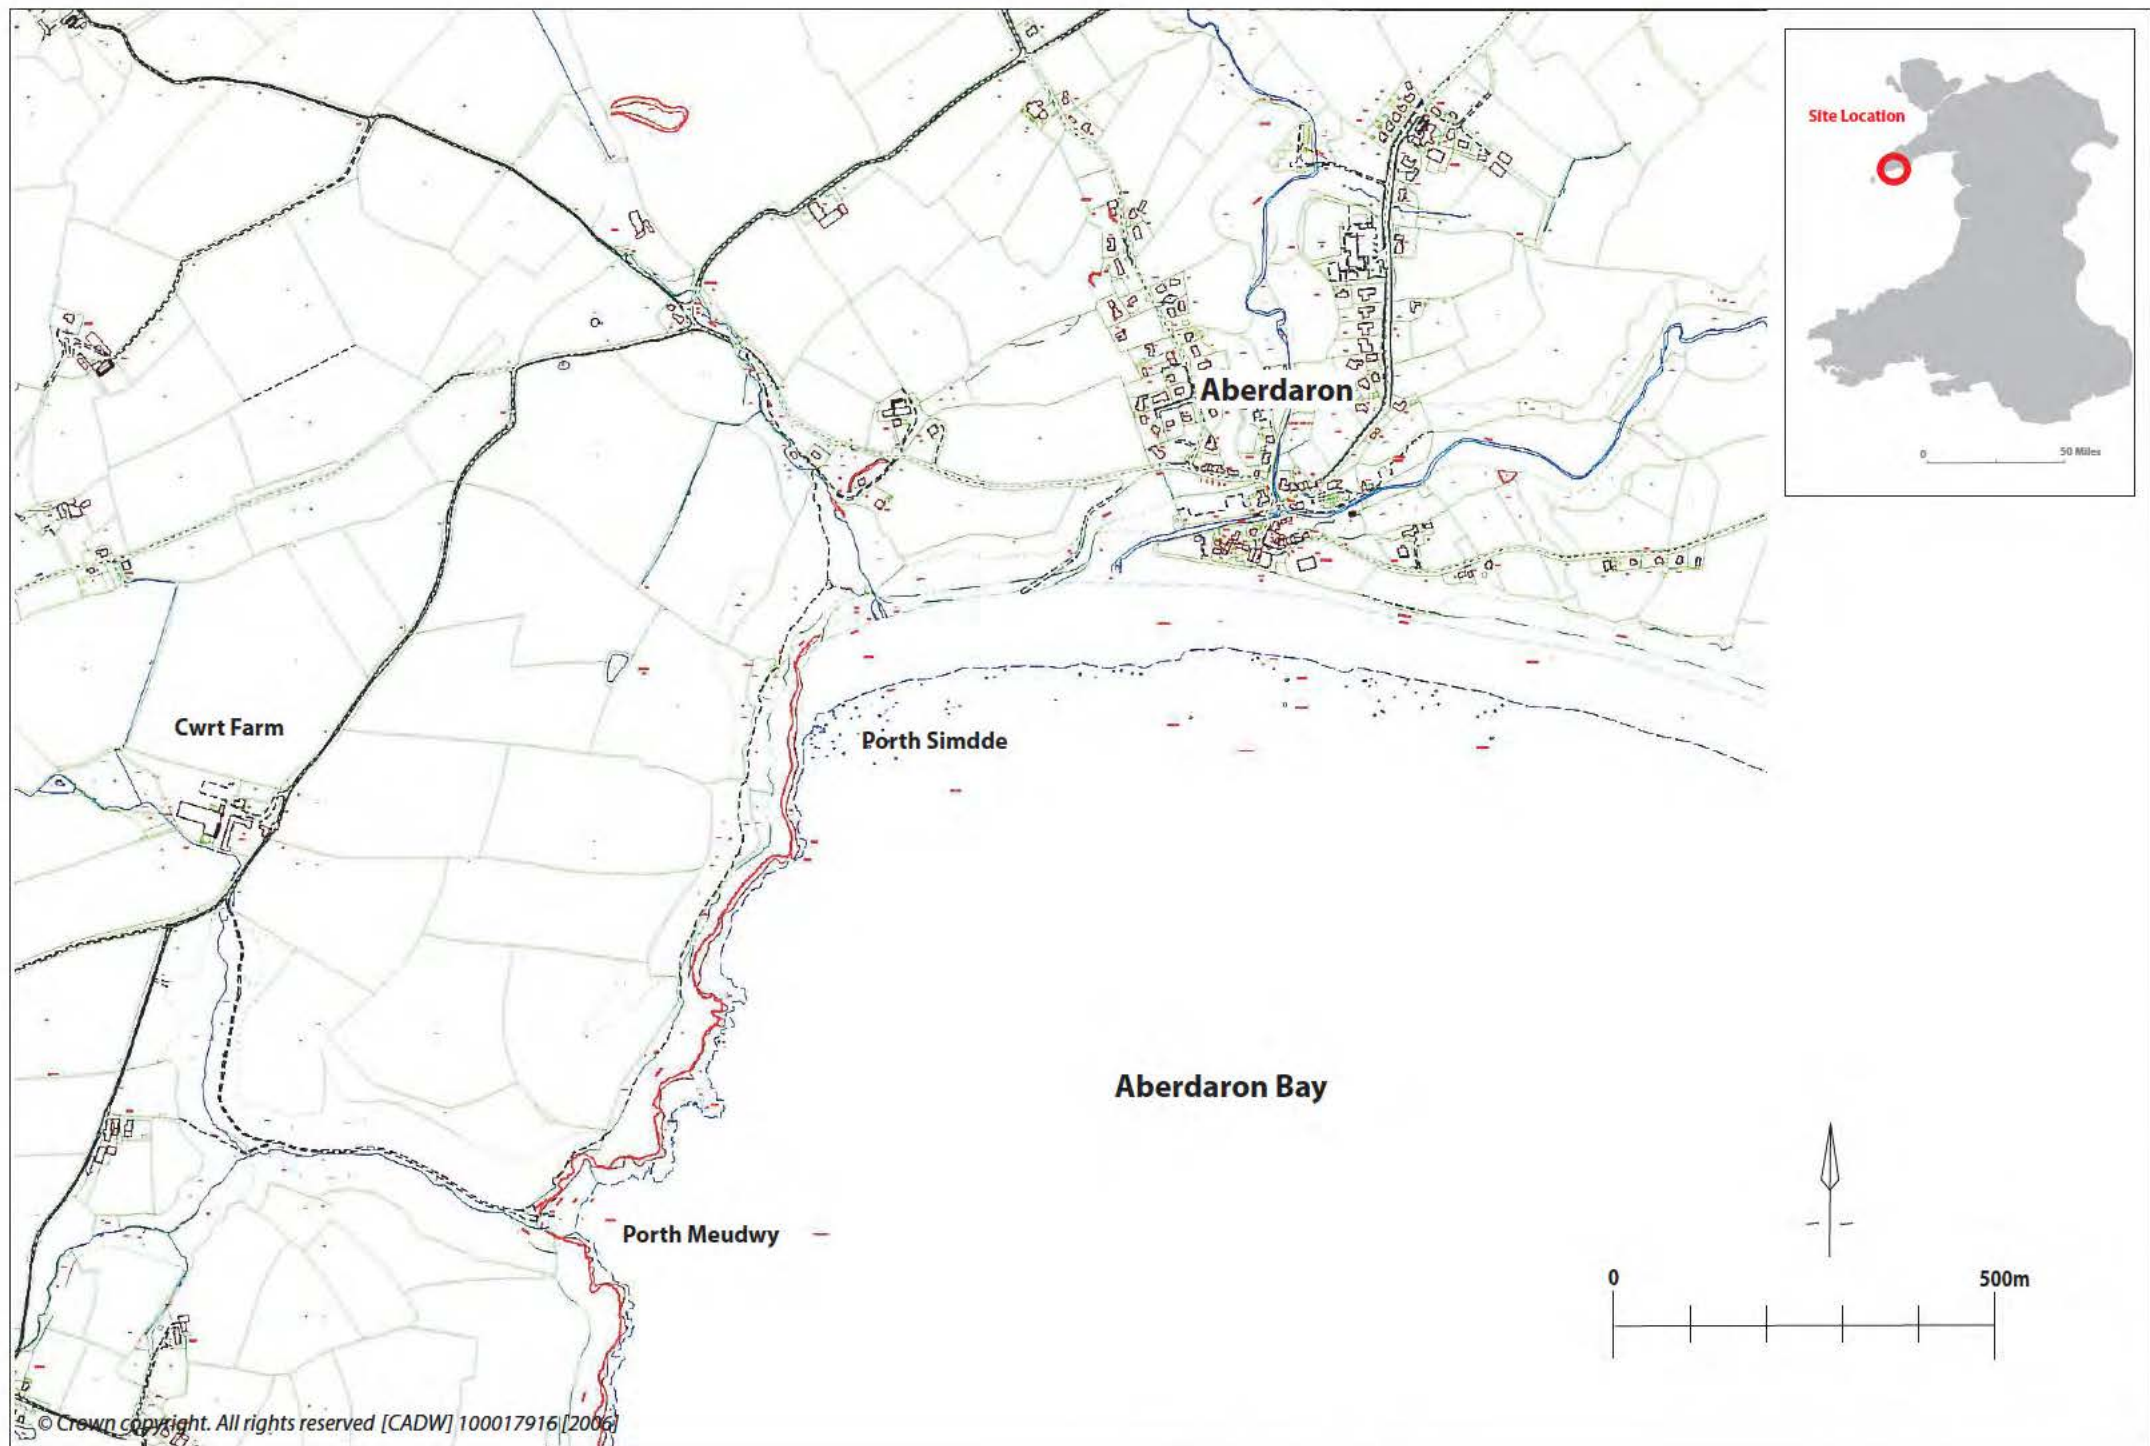 Site Location
0
50 Miles
Aberdaron
Cwrt Farm
Porth Simdde
Aberdaron Bay
Porth Meudwy
0
500m
© Crown copyright. All rights reserved [CADW] 100017916 [2006]